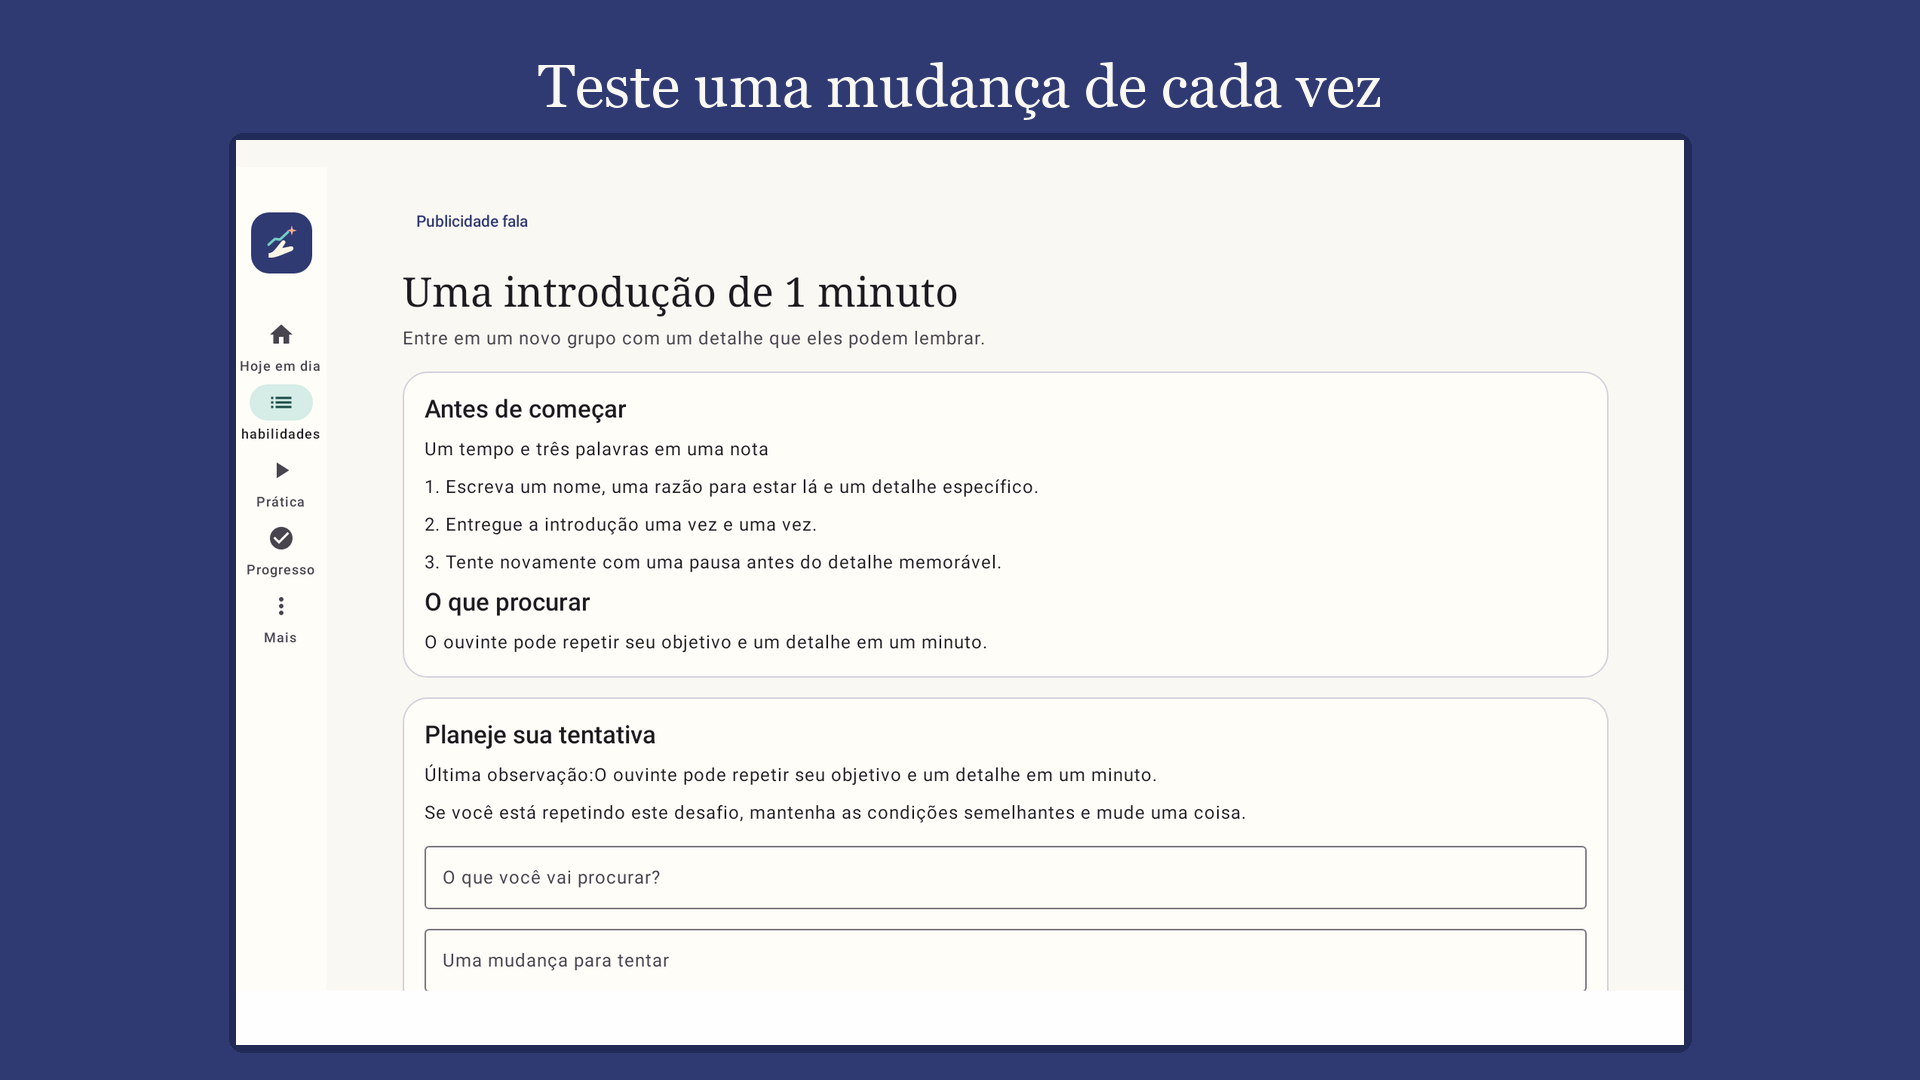 Teste uma mudança de cada vez
Publicidade fala
Uma introdução de 1 minuto
Entre em um novo grupo com um detalhe que eles podem lembrar.
Hoje em dia
habilidades
Prática
Progresso
Mais
Antes de começar
Um tempo e três palavras em uma nota
1. Escreva um nome, uma razão para estar lá e um detalhe específico.
2. Entregue a introdução uma vez e uma vez.
3. Tente novamente com uma pausa antes do detalhe memorável.
O que procurar
O ouvinte pode repetir seu objetivo e um detalhe em um minuto.
Planeje sua tentativa
Última observação:O ouvinte pode repetir seu objetivo e um detalhe em um minuto.
Se você está repetindo este desafio, mantenha as condições semelhantes e mude uma coisa.
O que você vai procurar?
Uma mudança para tentar